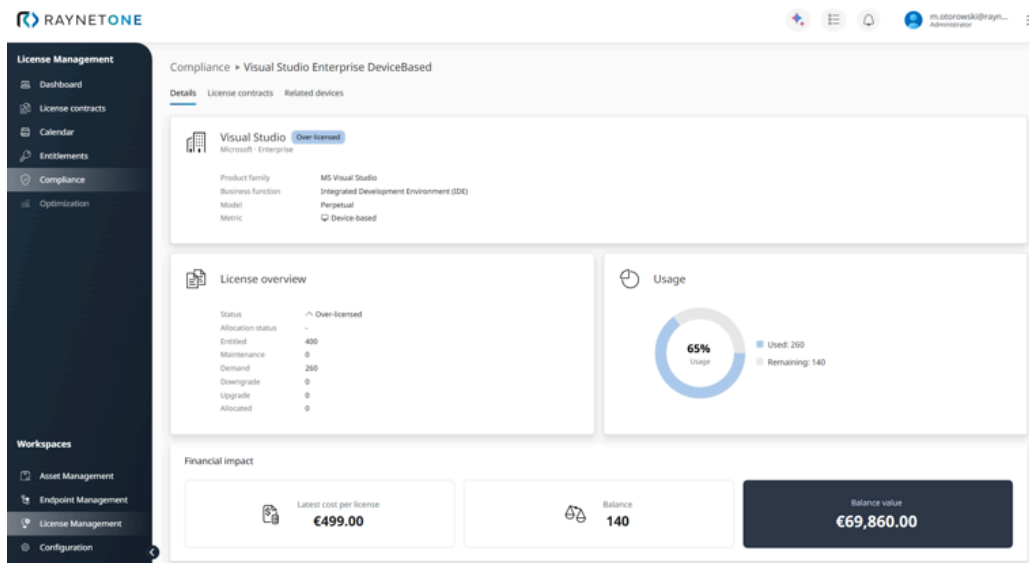 RAYNETONE
m.otorowski@rayn...
Administrator
License Management
Dashboard
License contracts
Calendar
Entitlements
Compliance
Optimization
Workspaces
Asset Management
Endpoint Management
License Management
Configuration
Compliance ▸ Visual Studio Enterprise DeviceBased
Details License contracts Related devices
Visual Studio Over-licensed
Microsoft - Enterprise
Product family MS Visual Studio
Business function Integrated Development Environment (IDE)
Model Perpetual
Metric Device-based
License overview
Status Over-licensed
Allocation status -
Entitled 400
Maintenance 0
Demand 260
Downgrade 0
Upgrade 0
Allocated 0
Usage
65%
Usage
Used: 260
Remaining: 140
Financial impact
Latest cost per license
€499.00
Balance
140
Balance value
€69,860.00